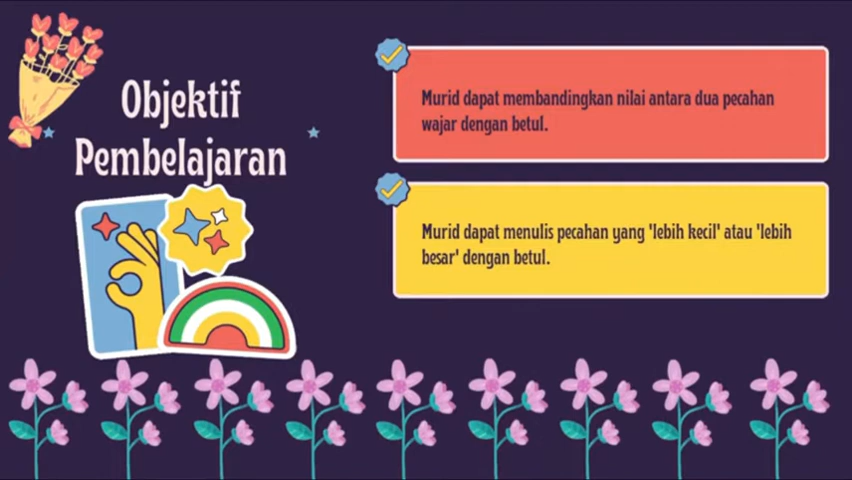 Objektif
Pembelajaran
Murid dapat membandingkan nilai antara dua pecahan
wajar dengan betul.
Murid dapat menulis pecahan yang 'lebih kecil' atau 'lebih
besar' dengan betul.